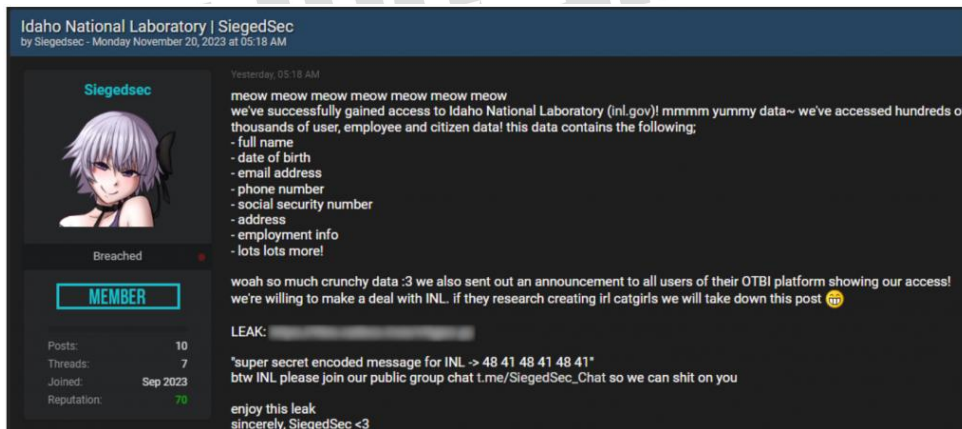 Idaho National Laboratory | SiegedSec
by Siegedsec - Monday November 20, 2023 at 05:18 AM
Siegedsec
Breached
MEMBER
Posts: 10
Threads: 7
Joined: Sep 2023
Reputation: 70
Yesterday, 05:18 AM
meow meow meow meow meow meow meow
we've successfully gained access to Idaho National Laboratory (inl.gov)! mmmm yummy data~ we've accessed hundreds o
thousands of user, employee and citizen data! this data contains the following;
- full name
- date of birth
- email address
- phone number
- social security number
- address
- employment info
- lots lots more!
woah so much crunchy data :3 we also sent out an announcement to all users of their OTBI platform showing our access!
we're willing to make a deal with INL. if they research creating irl catgirls we will take down this post 😁
LEAK:
"super secret encoded message for INL -> 48 41 48 41 48 41"
btw INL please join our public group chat t.me/SiegedSec_Chat so we can shit on you
enjoy this leak
sincerely, SiegedSec <3